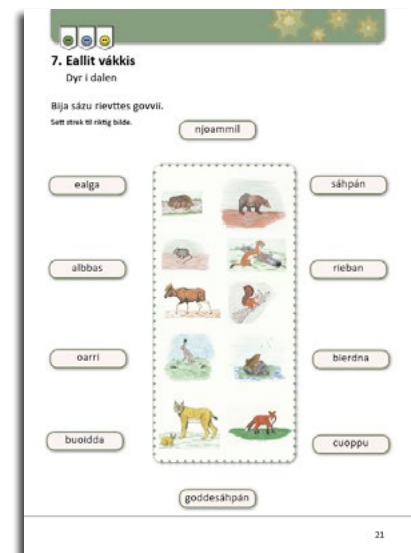 7. Eallit vákkis
Dyr i dalen
Bija sázu rievttes govvii.
Sett strek til riktig bilde.
njoammil
ealga
sáhpán
albbas
rieban
oarri
bierdna
buoidda
cuoppu
goddesáhpán
21